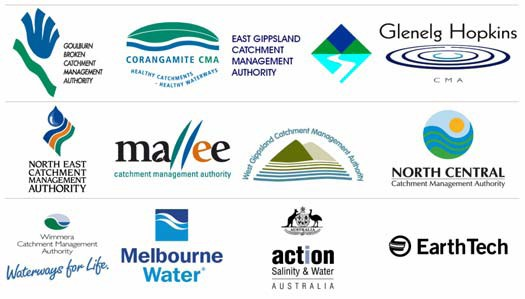 GOULBURN
BROKEN
CATCHMENT
MANAGEMENT
AUTHORITY
CORANGAMITE CMA
HEALTHY CATCHMENTS
- HEALTHY WATERWAYS
EAST GIPPSLAND
CATCHMENT
MANAGEMENT
AUTHORITY
Glenelg Hopkins
CMA
NORTH EAST
CATCHMENT
MANAGEMENT
AUTHORITY
mallee
catchment management authority
West Gippsland Catchment Management Authority
NORTH CENTRAL
Catchment Management Authority
Wimmera
Catchment Management
Authority
Waterways for Life.
Melbourne
Water®
AUSTRALIA
action
Salinity & Water
AUSTRALIA
EarthTech